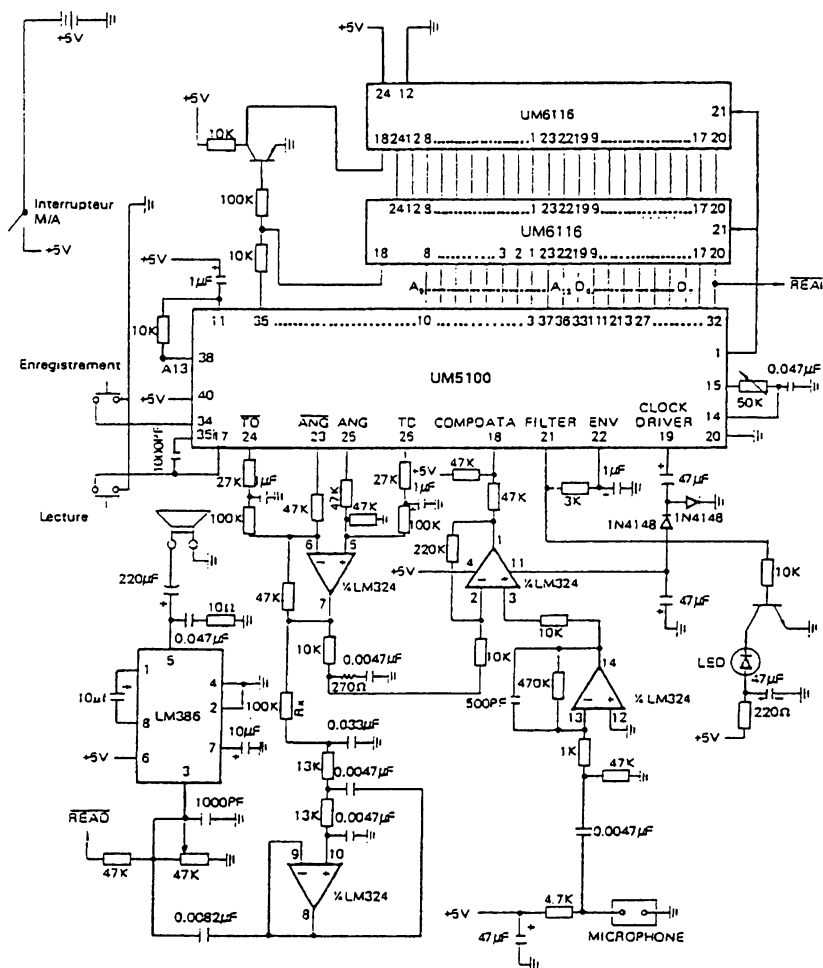 +5V
+5V
24 12
UM6116
21
18 24 12 8 1 23 22 19 9 17 20
+5V
10K
100K
10K
24 12 8 1 23 22 19 9 17 20
UM6116
21
18 8 3 2 1 23 22 19 9 17 20
Interrupteur
M/A
+5V
+5V
1μF
10K
11 35 10 3 37 36 33 11 12 13 27 32
A13
38
1
Enregistrement
+5V
40
UM5100
15
50K
0.047μF
34
14
35
17
1000PF
TO
24
ANG
23
ANG
25
TD
26
COMPDATA
18
FILTER
21
ENV
22
CLOCK
DRIVER
19
20
Lecture
27K
1μF
100K
47K
47K
47K
27K
1μF
100K
+5V
47K
47K
3K
1μF
47μF
1N4148
1N4148
6 5
¼LM324
7
220K
1
+5V
4
11
¼LM324
2 3
47μF
10K
220μF
10Ω
0.047μF
5
47K
10K
0.0047μF
270Ω
10K
10K
14
470K
500PF
¼LM324
13 12
LED
47μF
220Ω
+5V
1
4
10μf
LM386
2
8
7
10μF
+5V
6
3
100K
Rx
0.033μF
13K
0.0047μF
13K
0.0047μF
1K
47K
0.0047μF
READ
1000PF
47K
47K
9 10
¼LM324
8
0.0082μF
+5V
4.7K
47μF
MICROPHONE